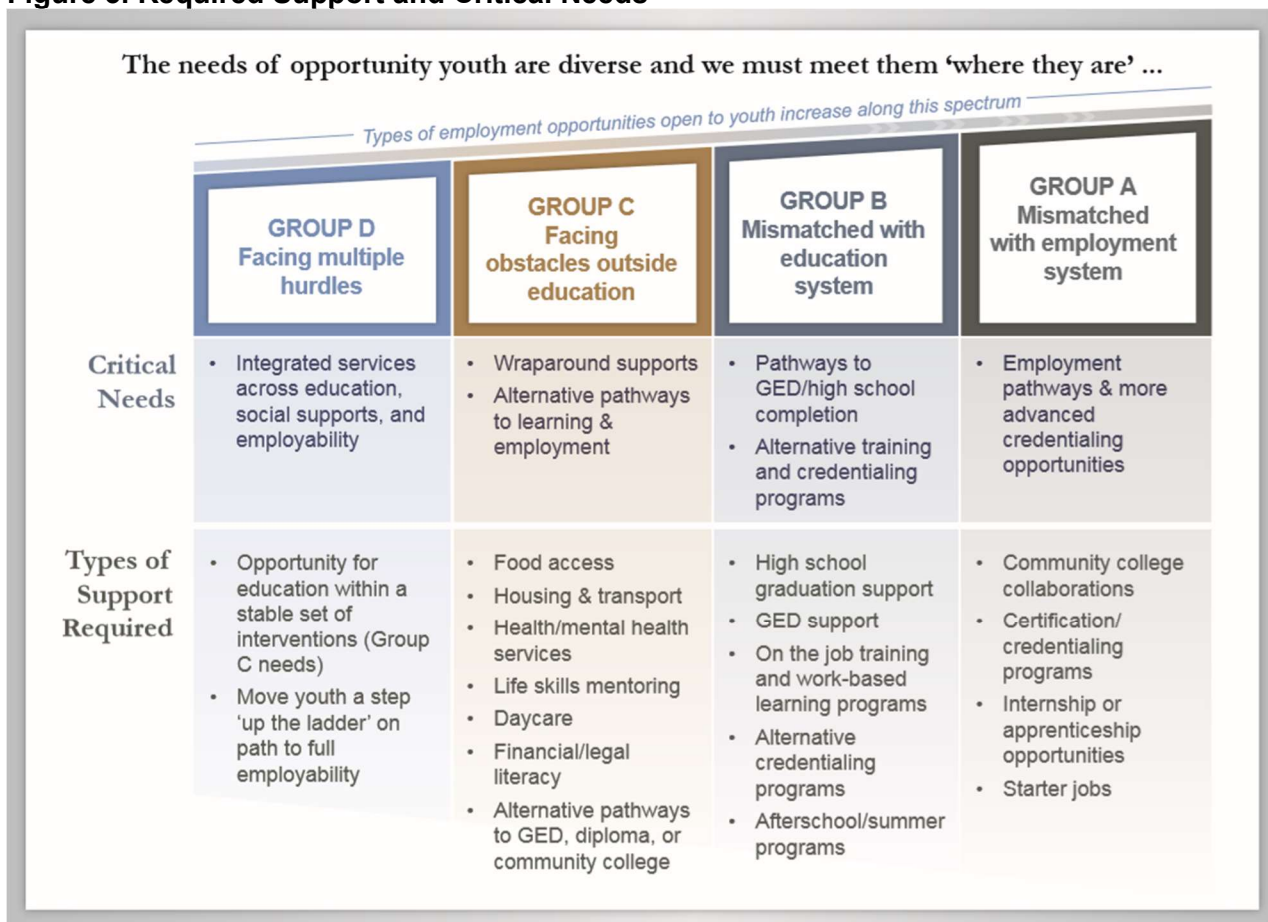 Figure 3. Required Support and Critical Needs
The needs of opportunity youth are diverse and we must meet them ‘where they are’ ...
Types of employment opportunities open to youth increase along this spectrum
GROUP D
Facing multiple
hurdles
GROUP C
Facing
obstacles outside
education
GROUP B
Mismatched with
education
system
GROUP A
Mismatched
with employment
system
Critical
Needs
• Integrated services
across education,
social supports, and
employability
• Wraparound supports
• Alternative pathways
to learning &
employment
• Pathways to
GED/high school
completion
• Alternative training
and credentialing
programs
• Employment
pathways & more
advanced
credentialing
opportunities
Types of
Support
Required
• Opportunity for
education within a
stable set of
interventions (Group
C needs)
• Move youth a step
‘up the ladder’ on
path to full
employability
• Food access
• Housing & transport
• Health/mental health
services
• Life skills mentoring
• Daycare
• Financial/legal
literacy
• Alternative pathways
to GED, diploma, or
community college
• High school
graduation support
• GED support
• On the job training
and work-based
learning programs
• Alternative
credentialing
programs
• Afterschool/summer
programs
• Community college
collaborations
• Certification/
credentialing
programs
• Internship or
apprenticeship
opportunities
• Starter jobs